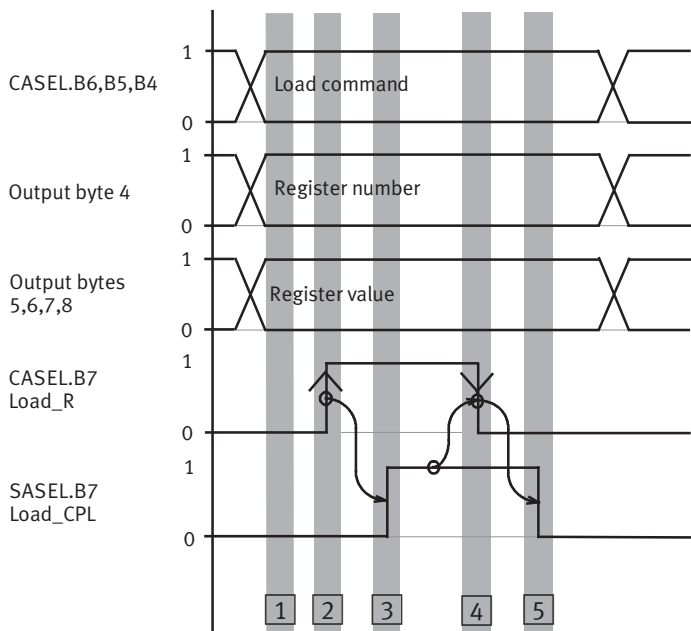 1
CASEL.B6,B5,B4
Load command
0
1
Output byte 4
Register number
0
1
Output bytes
5,6,7,8
Register value
0
1
CASEL.B7
Load_R
0
1
SASEL.B7
Load_CPL
0
1 2 3 4 5